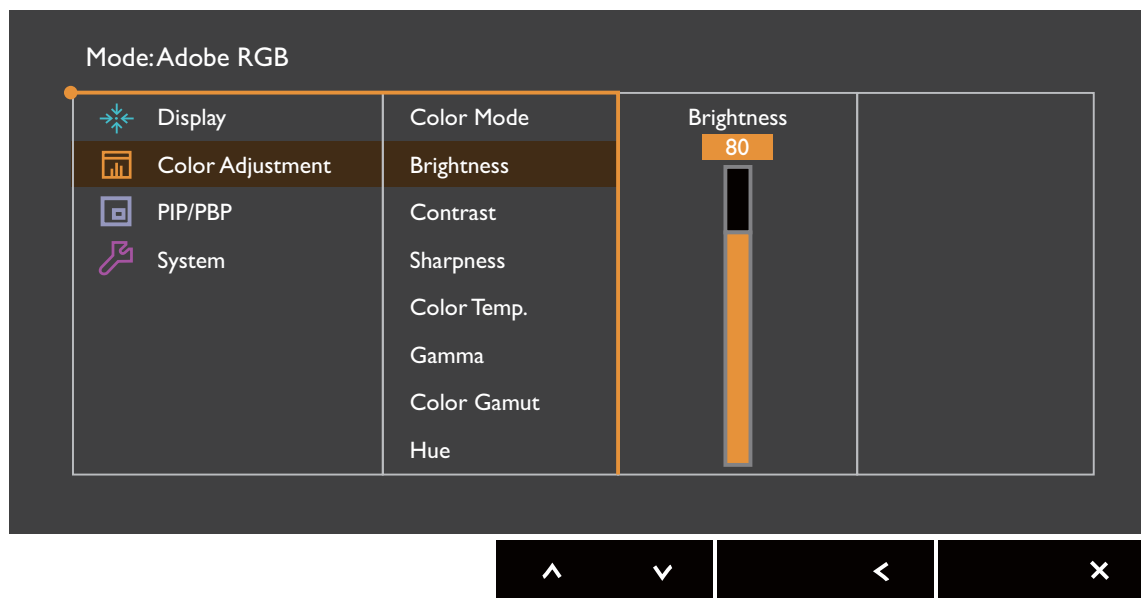 Mode: Adobe RGB
Display
Color Adjustment
PIP/PBP
System
Color Mode
Brightness
Contrast
Sharpness
Color Temp.
Gamma
Color Gamut
Hue
Brightness
80